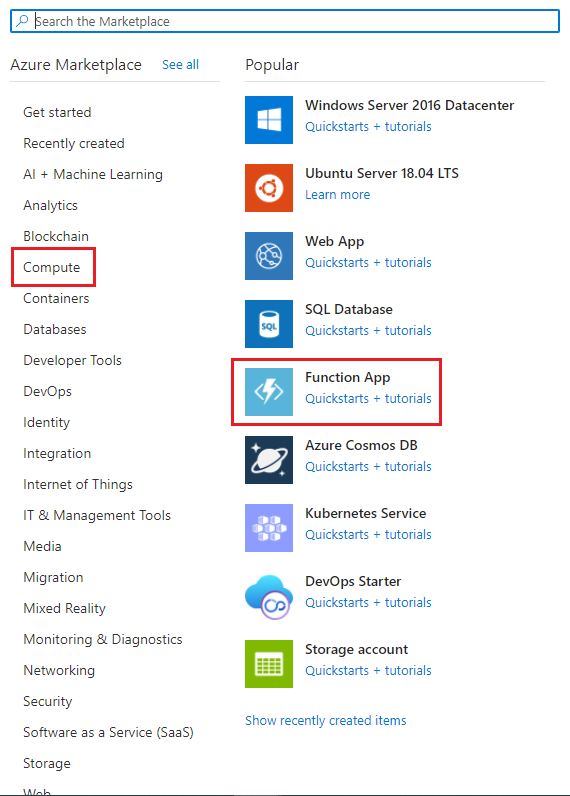 Search the Marketplace
Azure Marketplace
See all
Get started
Recently created
AI + Machine Learning
Analytics
Blockchain
Compute
Containers
Databases
Developer Tools
DevOps
Identity
Integration
Internet of Things
IT & Management Tools
Media
Migration
Mixed Reality
Monitoring & Diagnostics
Networking
Security
Software as a Service (SaaS)
Storage
Web
Popular
Windows Server 2016 Datacenter
Quickstarts + tutorials
Ubuntu Server 18.04 LTS
Learn more
Web App
Quickstarts + tutorials
SQL
SQL Database
Quickstarts + tutorials
Function App
Quickstarts + tutorials
Azure Cosmos DB
Quickstarts + tutorials
Kubernetes Service
Quickstarts + tutorials
DevOps Starter
Quickstarts + tutorials
Storage account
Quickstarts + tutorials
Show recently created items